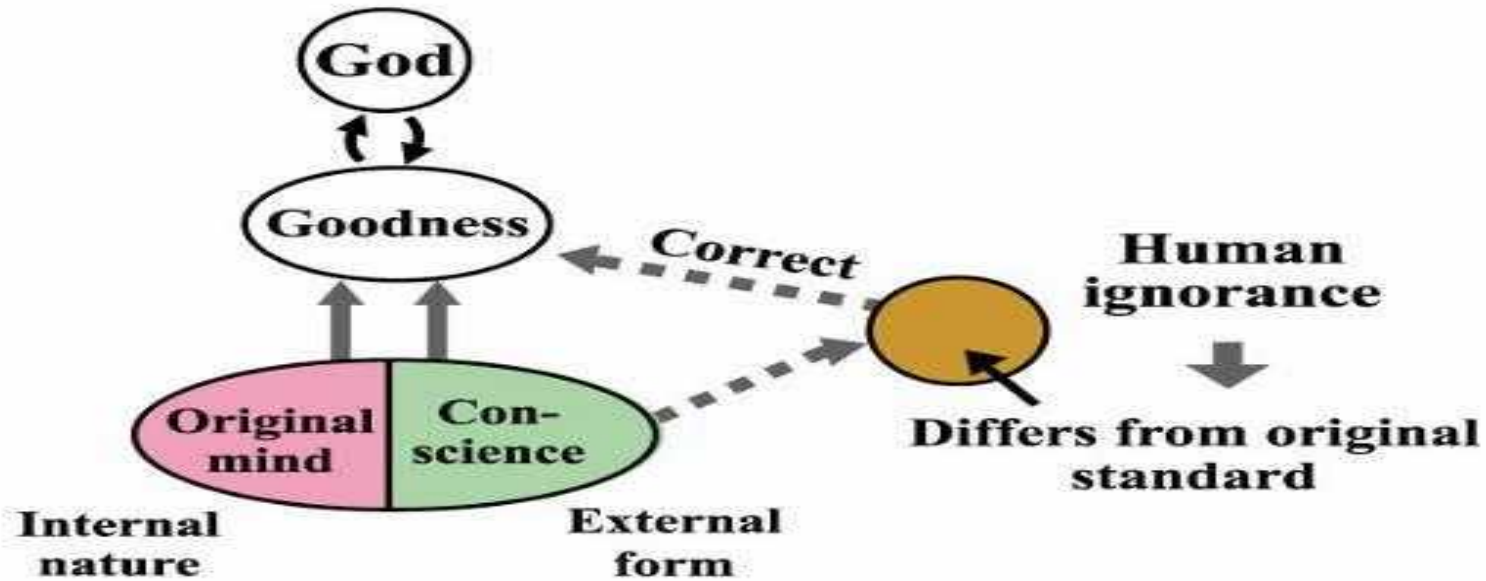 God
Goodness
Correct
Human
ignorance
Original
mind
Con-
science
Differs from original
standard
Internal
nature
External
form